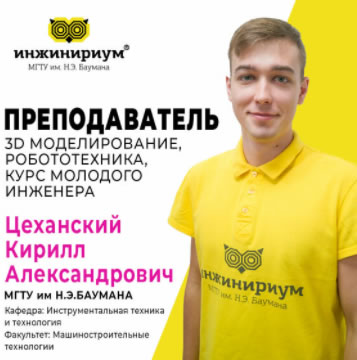 инжинириум®
МГТУ им. Н.Э. Баумана
ПРЕПОДАВАТЕЛЬ
3D МОДЕЛИРОВАНИЕ,
РОБОТОТЕХНИКА,
КУРС МОЛОДОГО
ИНЖЕНЕРА
Цеханский
Кирилл
Александрович
МГТУ им Н.Э.БАУМАНА
Кафедра: Инструментальная техника
и технология
Факультет: Машиностроительные
технологии
инжинириум
МГТУ им. Н.Э. Баумана